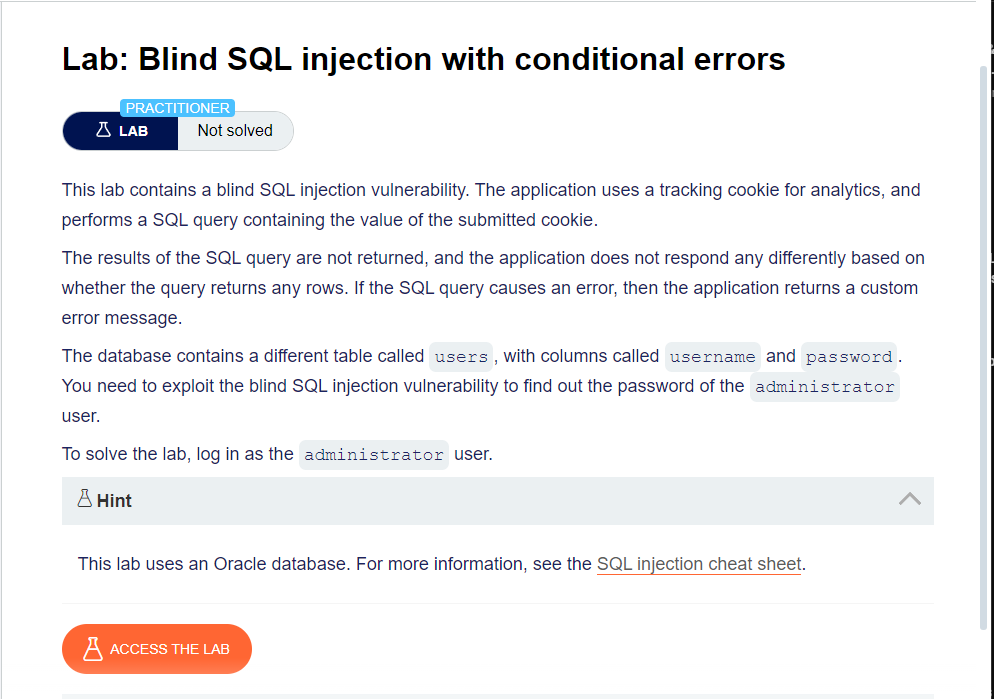 Lab: Blind SQL injection with conditional errors
PRACTITIONER
LAB Not solved
This lab contains a blind SQL injection vulnerability. The application uses a tracking cookie for analytics, and
performs a SQL query containing the value of the submitted cookie.
The results of the SQL query are not returned, and the application does not respond any differently based on
whether the query returns any rows. If the SQL query causes an error, then the application returns a custom
error message.
The database contains a different table called users, with columns called username and password.
You need to exploit the blind SQL injection vulnerability to find out the password of the administrator
user.
To solve the lab, log in as the administrator user.
Hint
This lab uses an Oracle database. For more information, see the SQL injection cheat sheet.
ACCESS THE LAB